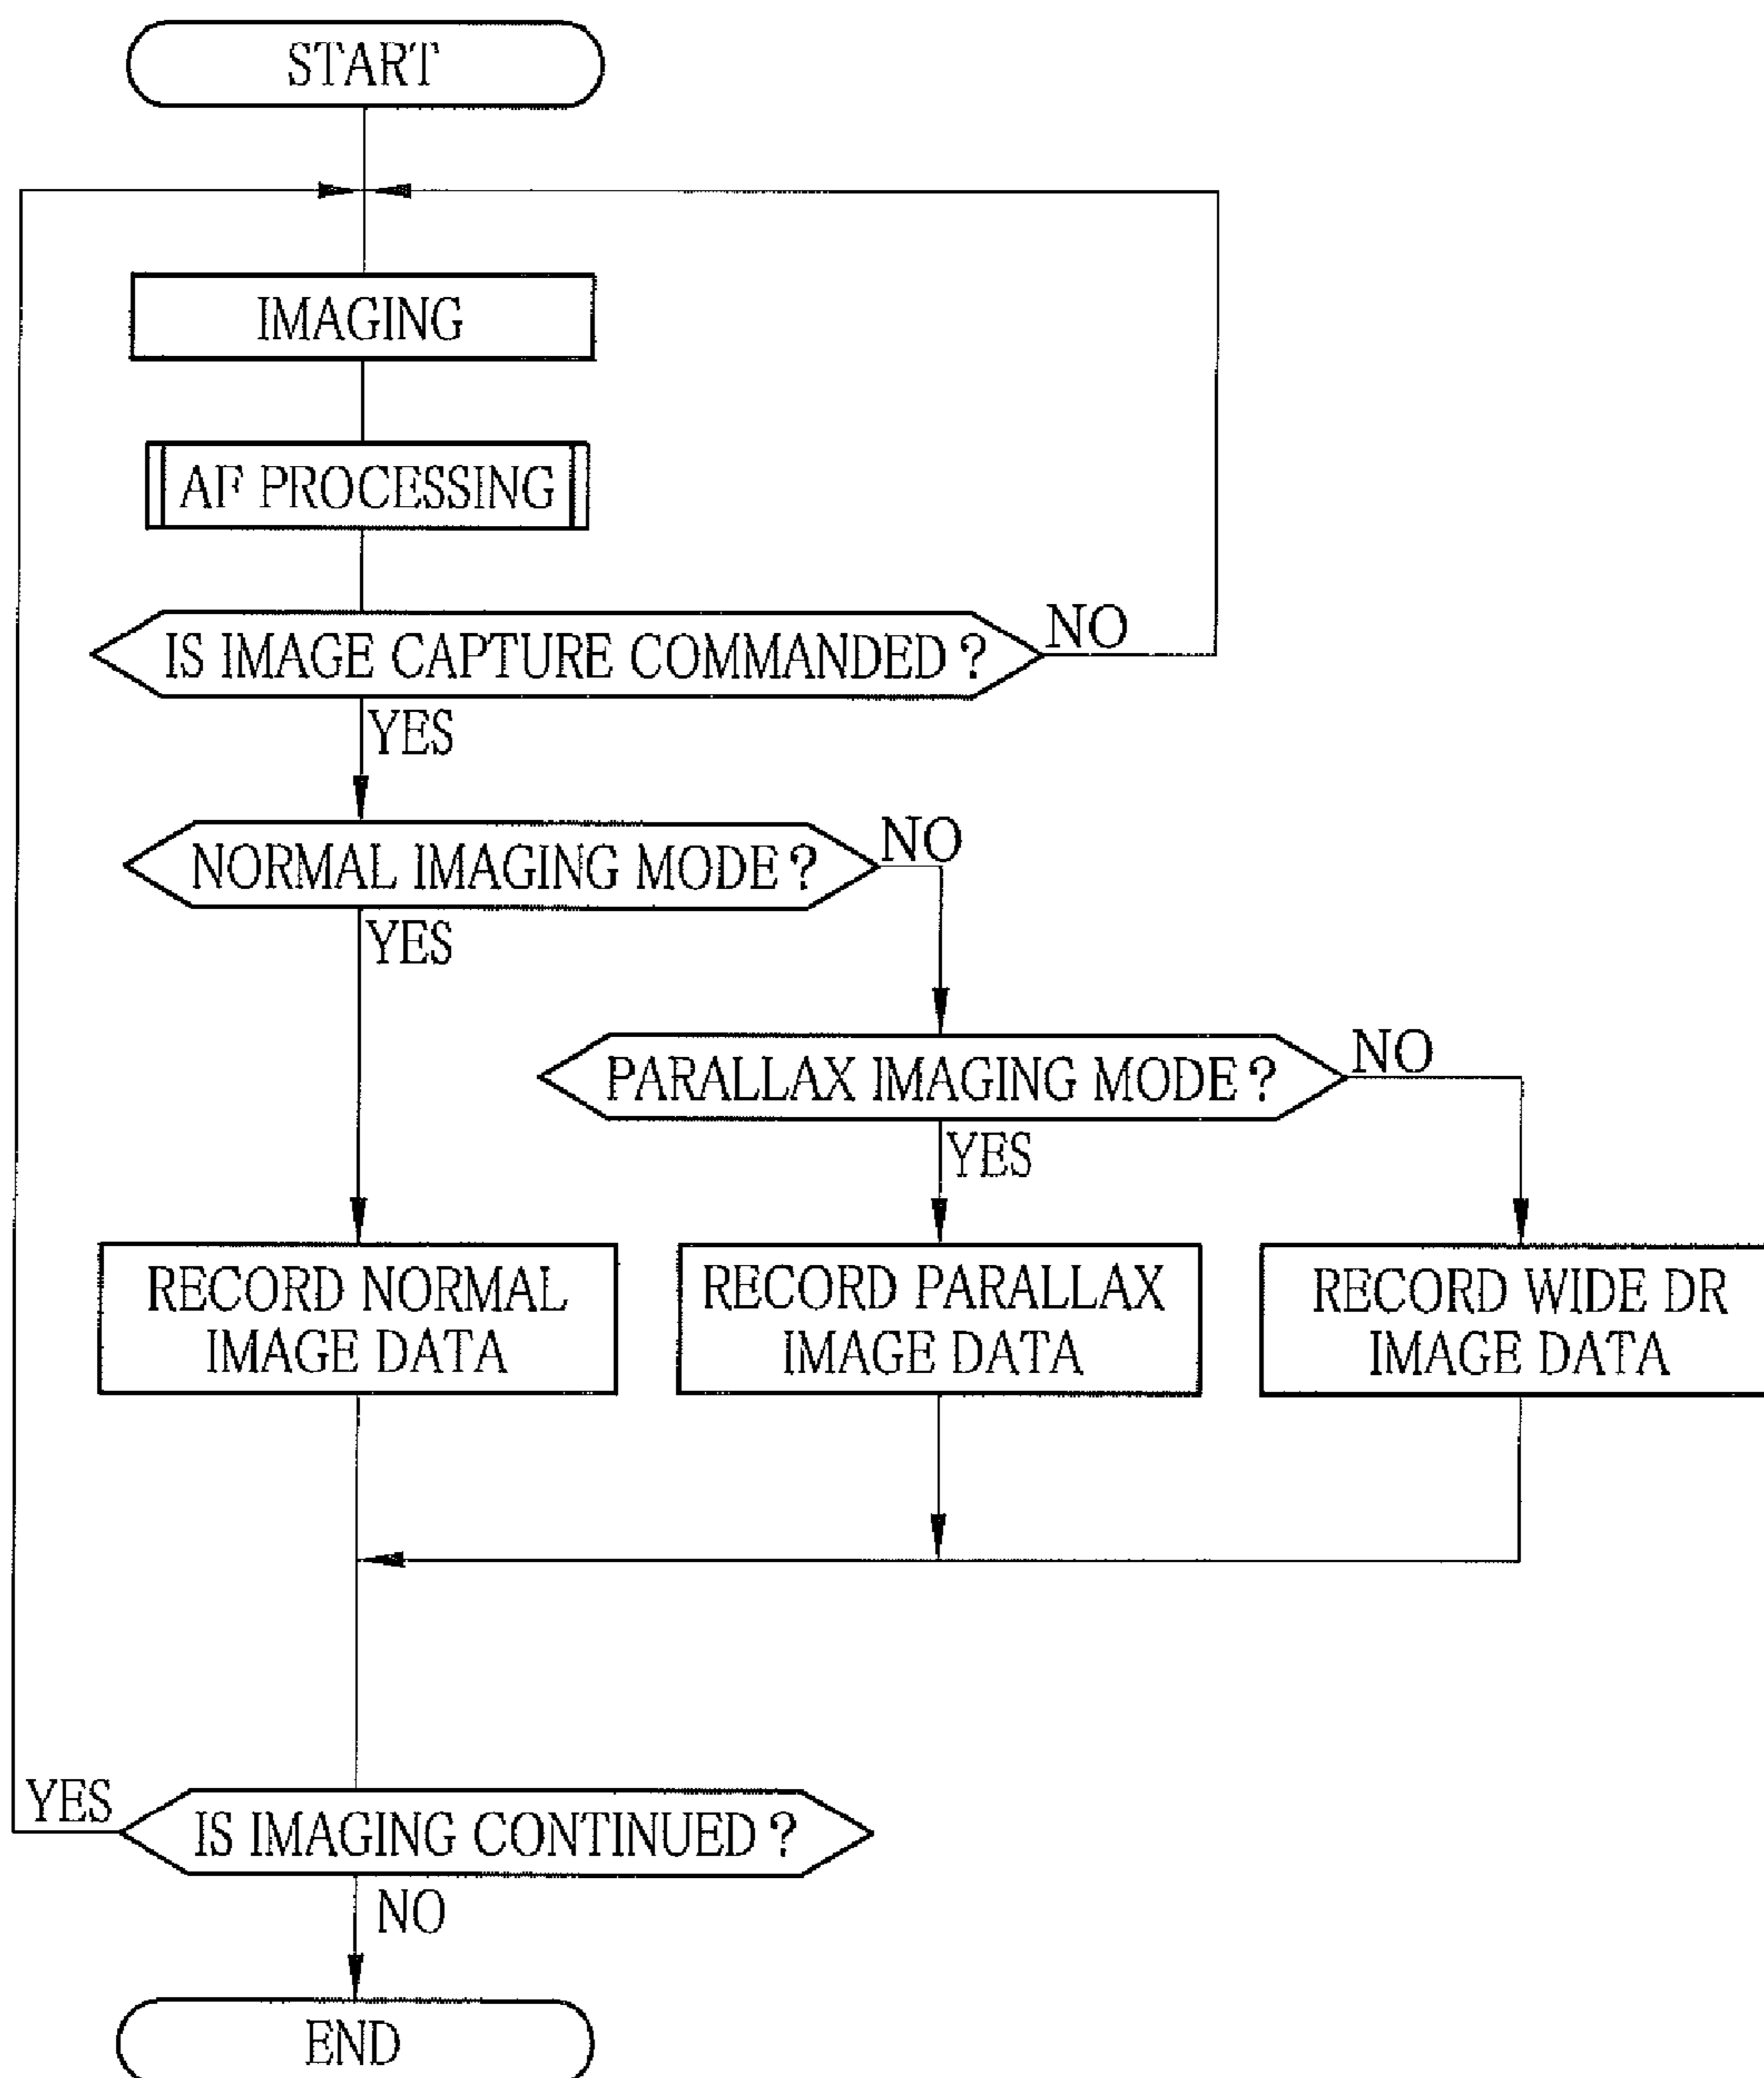 START
IMAGING
AF PROCESSING
IS IMAGE CAPTURE COMMANDED ?
NO
YES
NORMAL IMAGING MODE ?
NO
YES
PARALLAX IMAGING MODE ?
NO
YES
RECORD NORMAL
IMAGE DATA
RECORD PARALLAX
IMAGE DATA
RECORD WIDE DR
IMAGE DATA
YES
IS IMAGING CONTINUED ?
NO
END